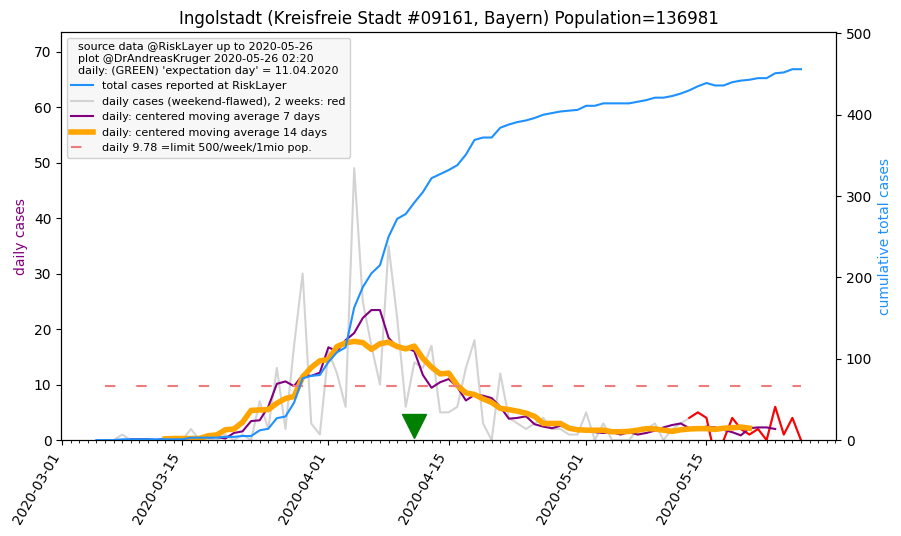 Ingolstadt (Kreisfreie Stadt #09161, Bayern) Population=136981
source data @RiskLayer up to 2020-05-26
plot @DrAndreasKruger 2020-05-26 02:20
daily: (GREEN) 'expectation day' = 11.04.2020
total cases reported at RiskLayer
daily cases (weekend-flawed), 2 weeks: red
daily: centered moving average 7 days
daily: centered moving average 14 days
daily 9.78 =limit 500/week/1mio pop.
daily cases
70
60
50
40
30
20
10
0
cumulative total cases
500
400
300
200
100
0
2020-03-01
2020-03-15
2020-04-01
2020-04-15
2020-05-01
2020-05-15